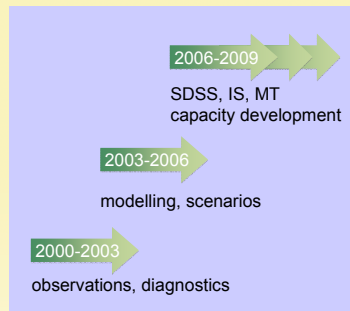 2006-2009
SDSS, IS, MT
capacity development
2003-2006
modelling, scenarios
2000-2003
observations, diagnostics